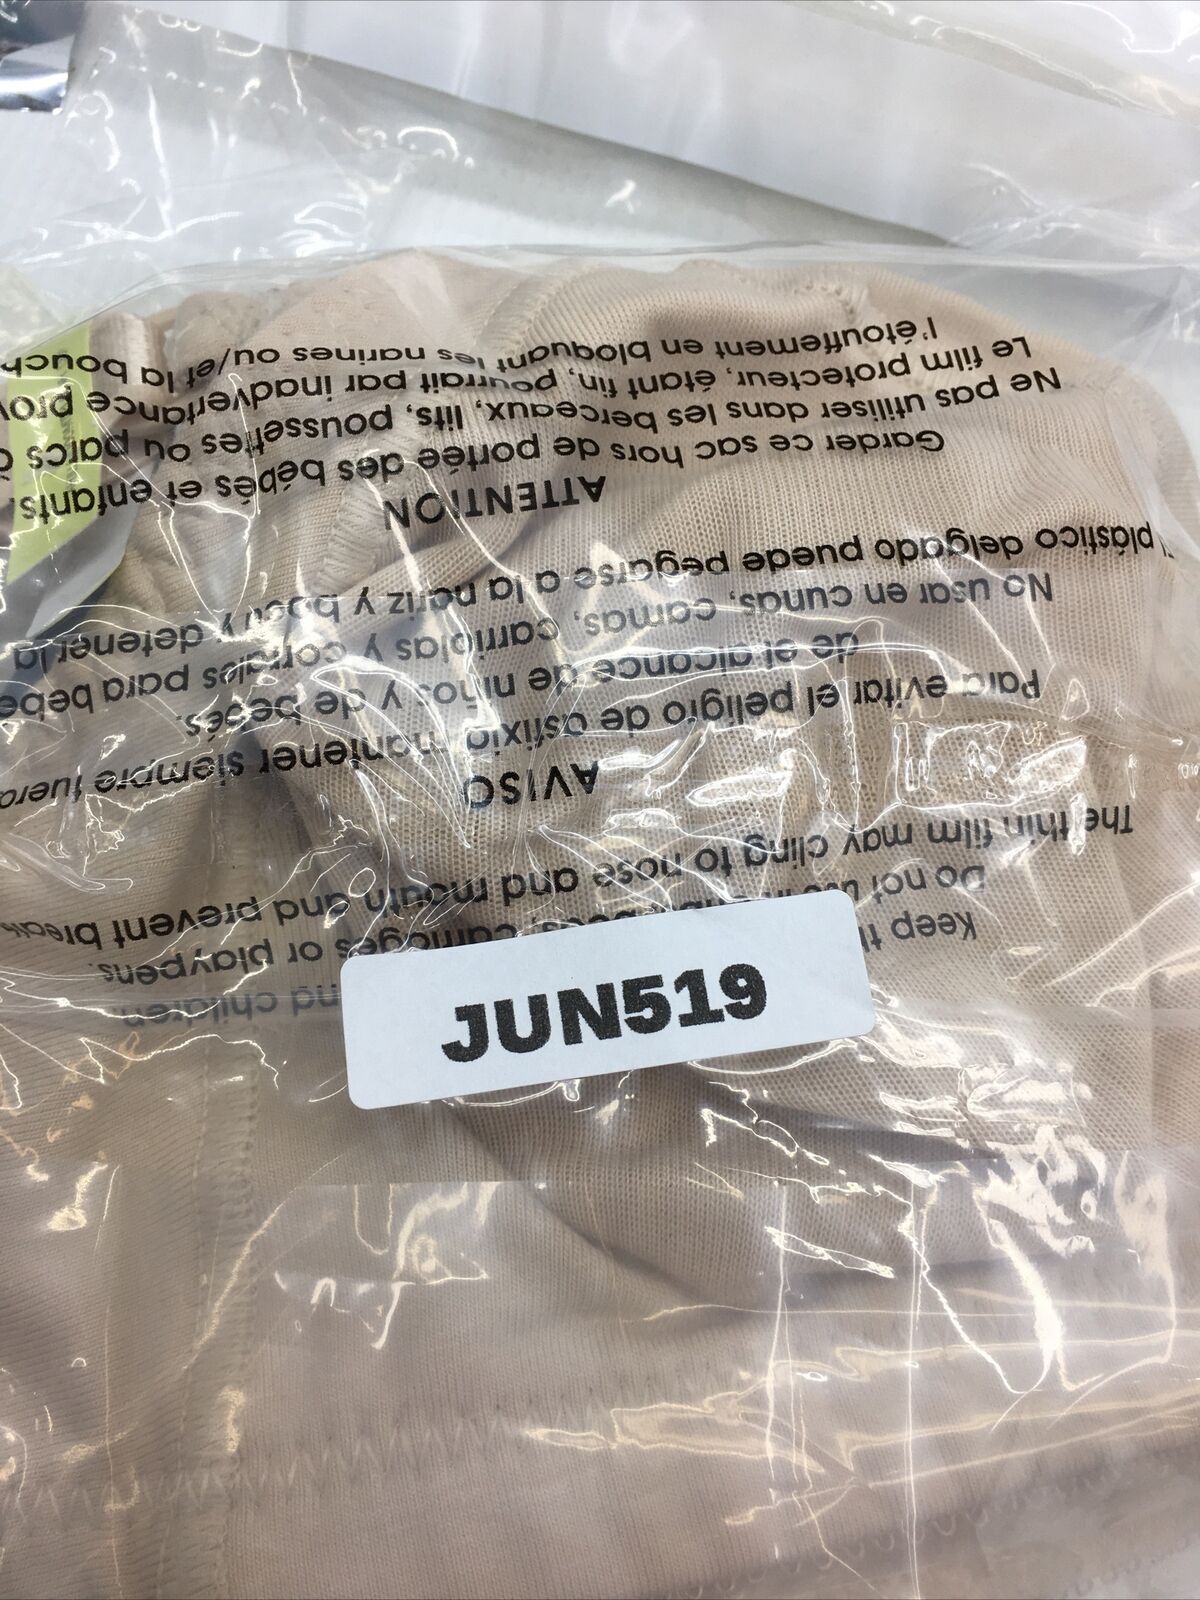 JUN519
Keep children.
Do not use beds, carriages or playpens.
The thin film may cling to nose and mouth and prevent
AVISO
Para evitar el peligro de asfixia mantener siempre fuera
de el alcance de niños y de bebés.
No usar en cunas, camas, carriolas y corrales para
plástico delgado puede pegarse a la nariz y boca y detener la
ATTENTION
Garder ce sac hors de portée des bébés et enfants.
Ne pas utiliser dans les berceaux, lits, poussettes ou parcs à
Le film protecteur, étant fin, pourrait par inadvertance
l'étouffement en bloquant les narines ou/et la